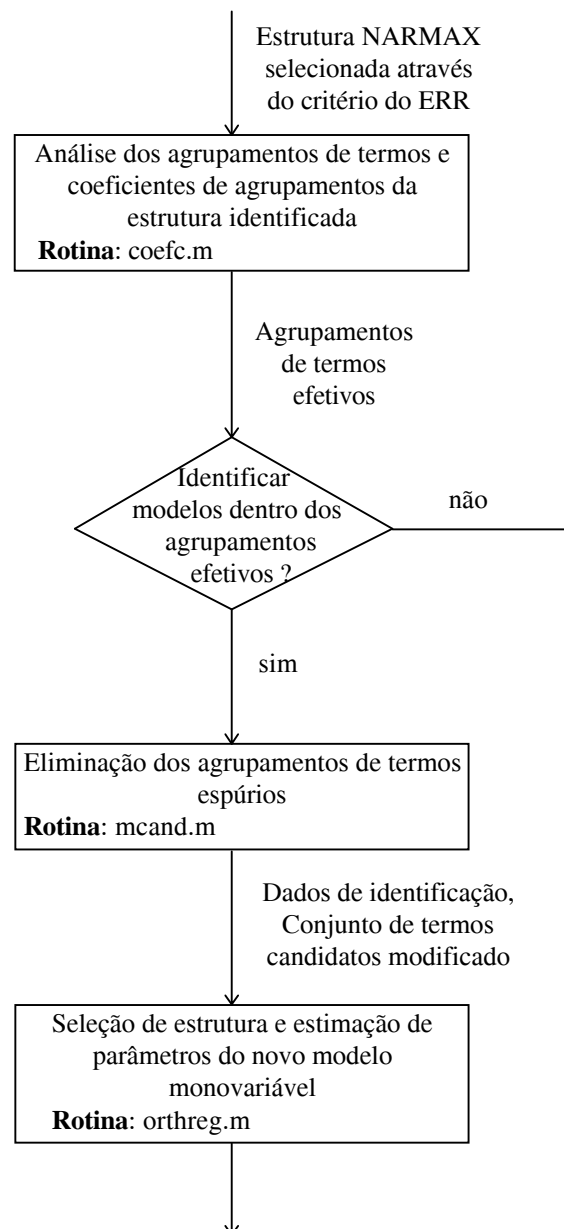 Estrutura NARMAX
selecionada através
do critério do ERR
Análise dos agrupamentos de termos e
coeficientes de agrupamentos da
estrutura identificada
Rotina: coefc.m
Agrupamentos
de termos
efetivos
Identificar
modelos dentro dos
agrupamentos
efetivos ?
não
sim
Eliminação dos agrupamentos de termos
espúrios
Rotina: mcand.m
Dados de identificação,
Conjunto de termos
candidatos modificado
Seleção de estrutura e estimação de
parâmetros do novo modelo
monovariável
Rotina: orthreg.m